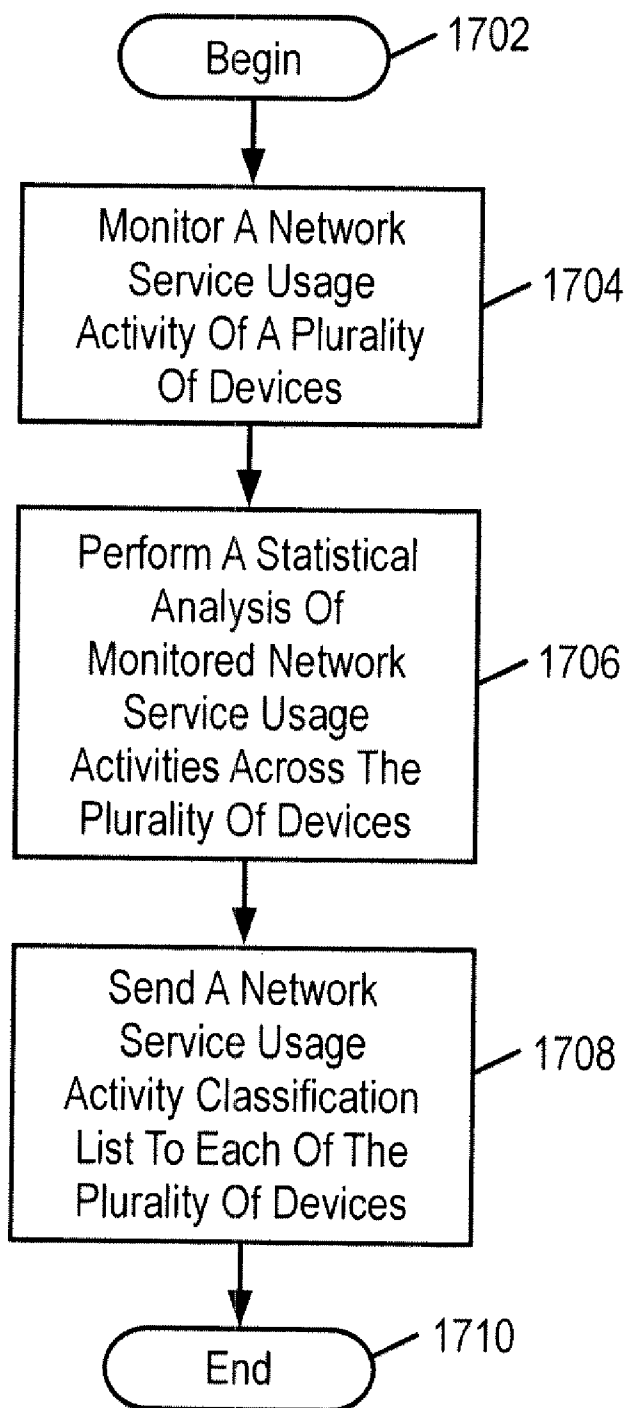 Begin
1702
Monitor A Network
Service Usage
Activity Of A Plurality
Of Devices
1704
Perform A Statistical
Analysis Of
Monitored Network
Service Usage
Activities Across The
Plurality Of Devices
1706
Send A Network
Service Usage
Activity Classification
List To Each Of The
Plurality Of Devices
1708
End
1710